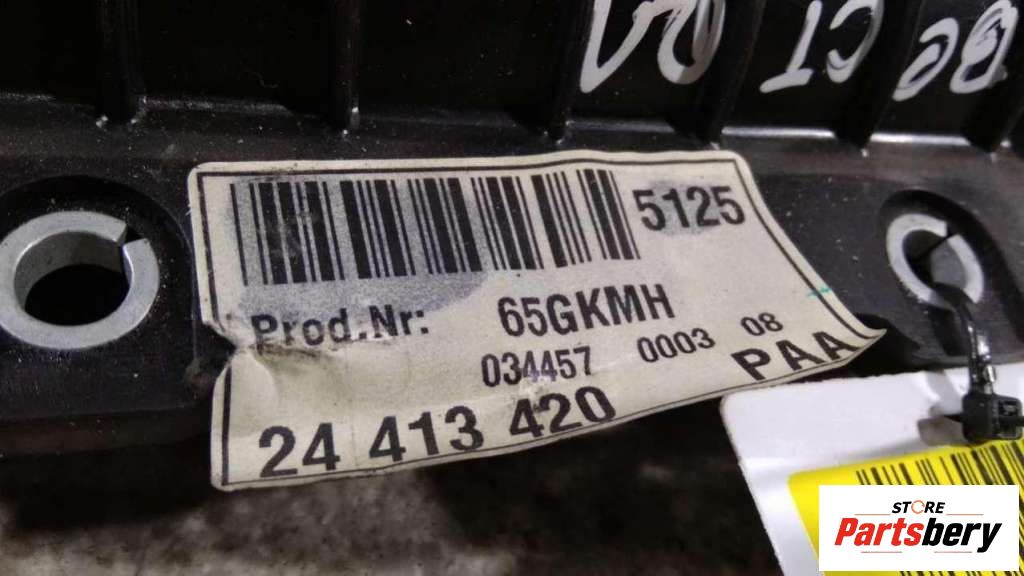 5125
Prod.Nr: 65GKMH
034457 0003 08
24 413 420 PAA
STORE
Partsbery